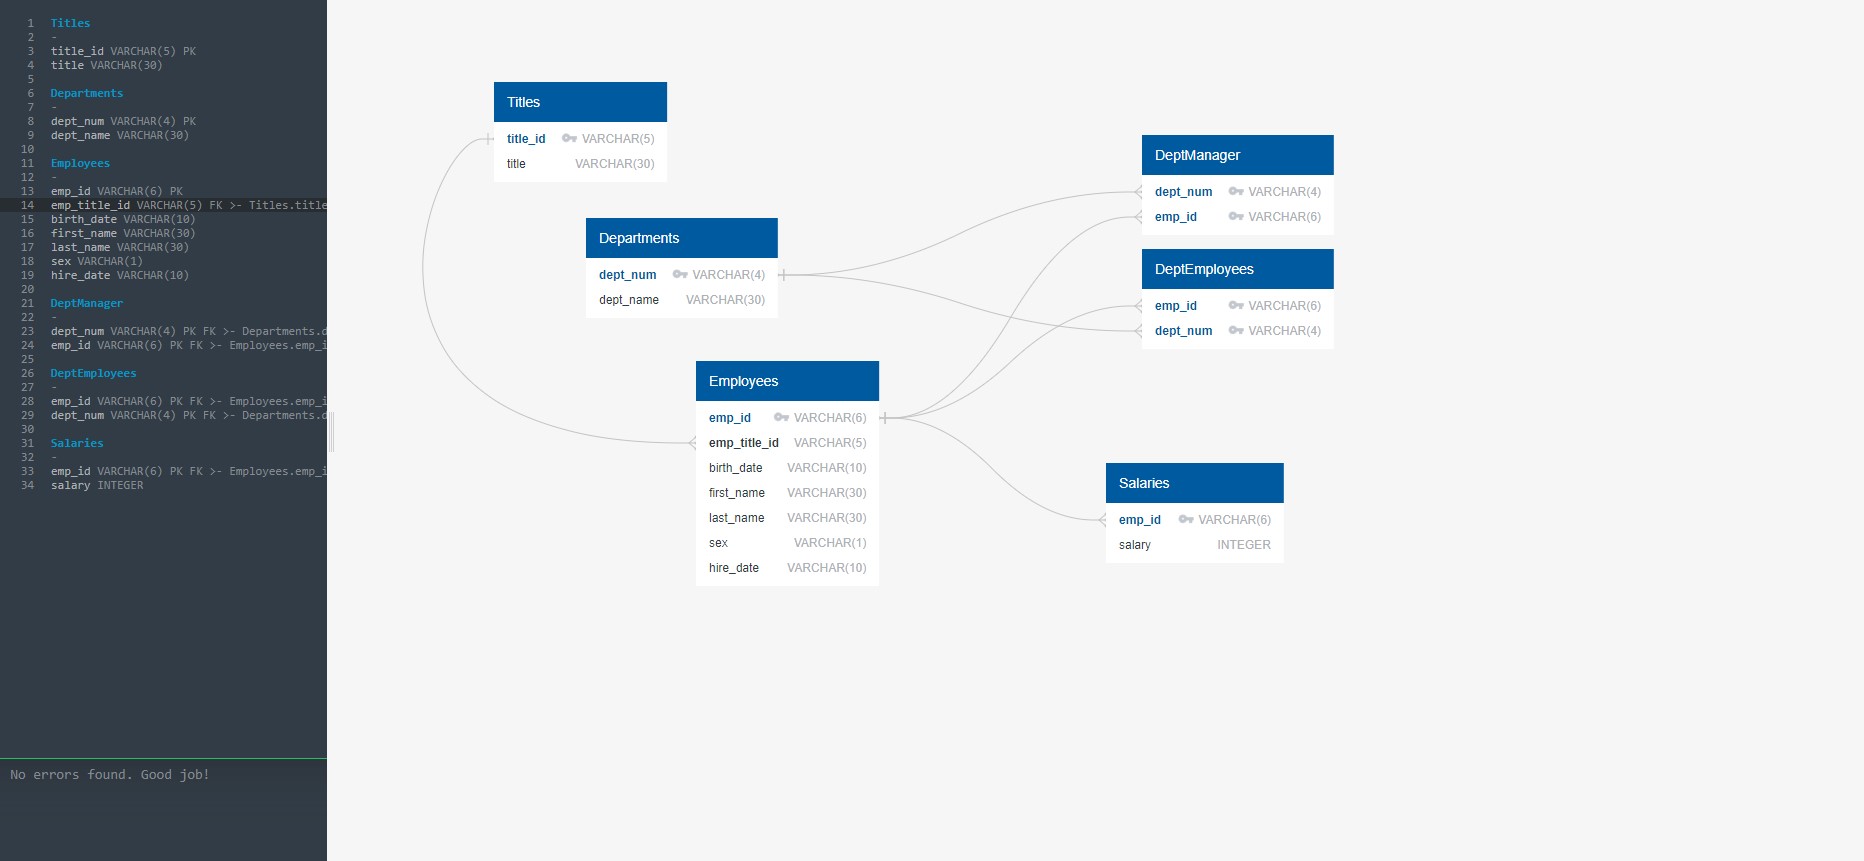 1 Titles
2 -
3 title_id VARCHAR(5) PK
4 title VARCHAR(30)
5
6 Departments
7 -
8 dept_num VARCHAR(4) PK
9 dept_name VARCHAR(30)
10
11 Employees
12 -
13 emp_id VARCHAR(6) PK
14 emp_title_id VARCHAR(5) FK >- Titles.title
15 birth_date VARCHAR(10)
16 first_name VARCHAR(30)
17 last_name VARCHAR(30)
18 sex VARCHAR(1)
19 hire_date VARCHAR(10)
20
21 DeptManager
22 -
23 dept_num VARCHAR(4) PK FK >- Departments.d
24 emp_id VARCHAR(6) PK FK >- Employees.emp_i
25
26 DeptEmployees
27 -
28 emp_id VARCHAR(6) PK FK >- Employees.emp_i
29 dept_num VARCHAR(4) PK FK >- Departments.d
30
31 Salaries
32 -
33 emp_id VARCHAR(6) PK FK >- Employees.emp_i
34 salary INTEGER
No errors found. Good job!
Titles
title_id VARCHAR(5)
title VARCHAR(30)
Departments
dept_num VARCHAR(4)
dept_name VARCHAR(30)
Employees
emp_id VARCHAR(6)
emp_title_id VARCHAR(5)
birth_date VARCHAR(10)
first_name VARCHAR(30)
last_name VARCHAR(30)
sex VARCHAR(1)
hire_date VARCHAR(10)
DeptManager
dept_num VARCHAR(4)
emp_id VARCHAR(6)
DeptEmployees
emp_id VARCHAR(6)
dept_num VARCHAR(4)
Salaries
emp_id VARCHAR(6)
salary INTEGER